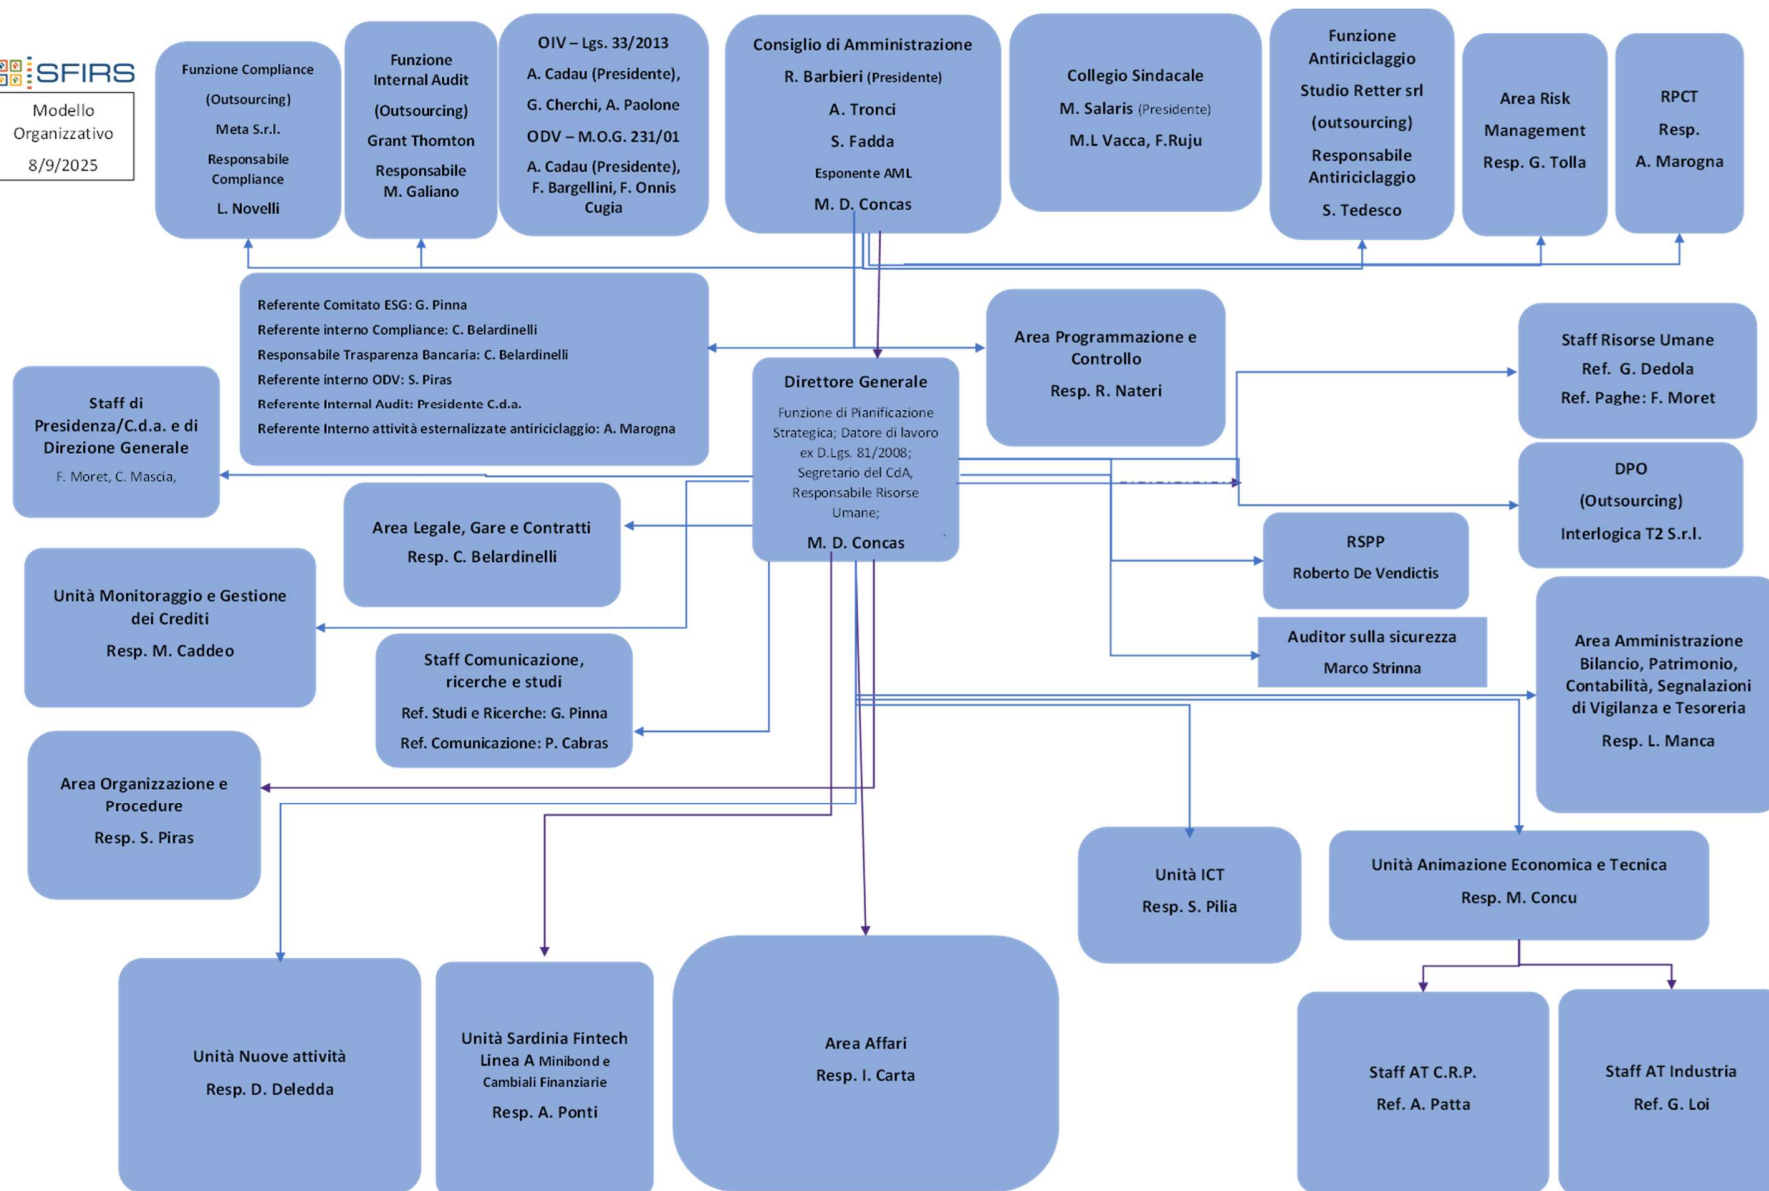 SFIRS
Modello
Organizzativo
8/9/2025
Funzione Compliance
(Outsourcing)
Meta S.r.l.
Responsabile
Compliance
L. Novelli
Funzione
Internal Audit
(Outsourcing)
Grant Thomton
Responsabile
M. Galiano
OIV – Lgs. 33/2013
A. Cadau (Presidente),
G. Cherchi, A. Paolone
ODV – M.O.G. 231/01
A. Cadau (Presidente),
F. Bargellini, F. Onnis
Cugia
Consiglio di Amministrazione
R. Barbieri (Presidente)
A. Tronci
S. Fadda
Esponente AML
M. D. Concas
Collegio Sindacale
M. Salaris (Presidente)
M.L Vacca, F.Ruju
Funzione
Antiriciclaggio
Studio Retter srl
(outsourcing)
Responsabile
Antiriciclaggio
S. Tedesco
Area Risk
Management
Resp. G. Tolla
RPCT
Resp.
A. Marogna
Referente Comitato ESG: G. Pinna
Referente interno Compliance: C. Belardinelli
Responsabile Trasparenza Bancaria: C. Belardinelli
Referente interno ODV: S. Piras
Referente Internal Audit: Presidente C.d.a.
Referente Interno attività esternalizzate antiriciclaggio: A. Marogna
Area Programmazione e
Controllo
Resp. R. Nateri
Staff Risorse Umane
Ref. G. Dedola
Ref. Paghe: F. Moret
Staff di
Presidenza/C.d.a. e di
Direzione Generale
F. Moret, C. Mascia,
Direttore Generale
Funzione di Pianificazione
Strategica; Datore di lavoro
ex D.Lgs. 81/2008;
Segretario del CdA,
Responsabile Risorse
Umane;
M. D. Concas
DPO
(Outsourcing)
Interlogica T2 S.r.l.
Area Legale, Gare e Contratti
Resp. C. Belardinelli
RSPP
Roberto De Vendictis
Unità Monitoraggio e Gestione
dei Crediti
Resp. M. Caddeo
Auditor sulla sicurezza
Marco Strinna
Area Amministrazione
Bilancio, Patrimonio,
Contabilità, Segnalazioni
di Vigilanza e Tesoreria
Resp. L. Manca
Staff Comunicazione,
ricerche e studi
Ref. Studi e Ricerche: G. Pinna
Ref. Comunicazione: P. Cabras
Area Organizzazione e
Procedure
Resp. S. Piras
Unità ICT
Resp. S. Pilia
Unità Animazione Economica e Tecnica
Resp. M. Concu
Unità Nuove attività
Resp. D. Deledda
Unità Sardinia Fintech
Linea A Minibond e
Cambiali Finanziarie
Resp. A. Ponti
Area Affari
Resp. I. Carta
Staff AT C.R.P.
Ref. A. Patta
Staff AT Industria
Ref. G. Loi